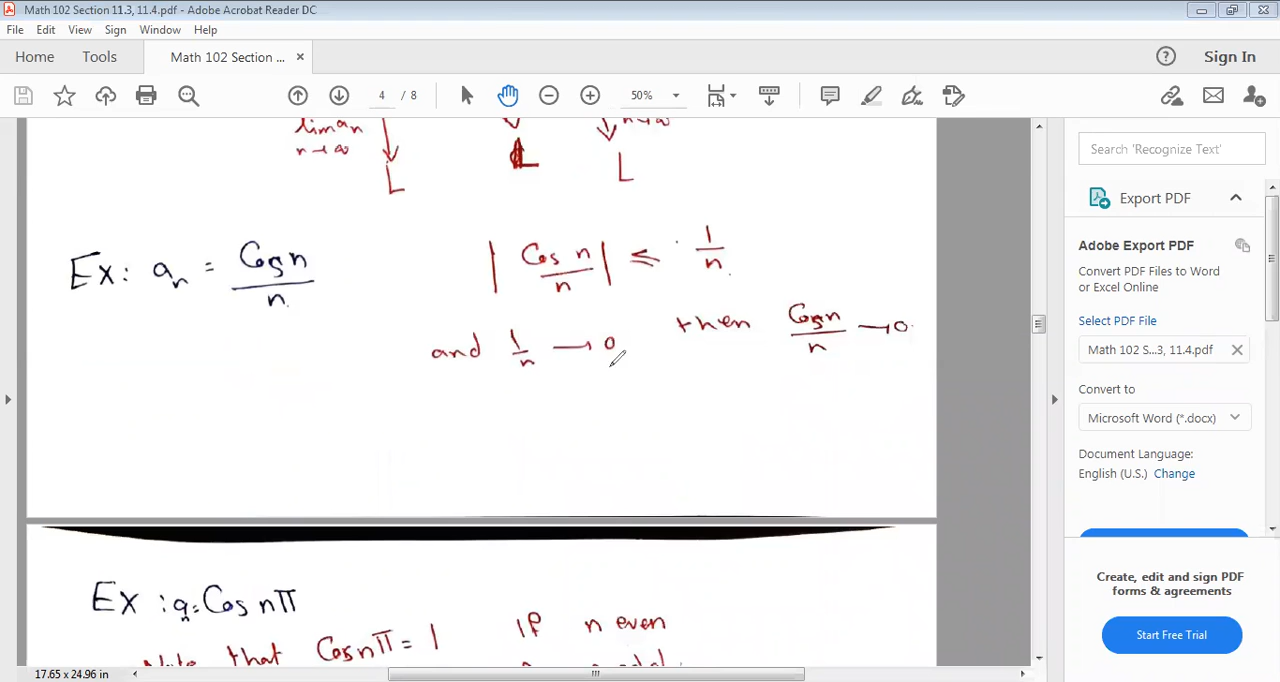 Math 102 Section 11.3, 11.4.pdf - Adobe Acrobat Reader DC
File Edit View Sign Window Help
Home Tools Math 102 Section ... × Sign In
4 / 8 50%
lim an n→∞
n→∞
L L L
Ex: an = Cos n / n | Cos n / n | ≤ 1 / n
and 1 / n → 0 then Cos n / n → 0
Ex : an = Cos nπ
Note that Cos nπ = 1 If n even
Search 'Recognize Text'
Export PDF
Adobe Export PDF
Convert PDF Files to Word
or Excel Online
Select PDF File
Math 102 S...3, 11.4.pdf ×
Convert to
Microsoft Word (*.docx)
Document Language:
English (U.S.) Change
Create, edit and sign PDF
forms & agreements
Start Free Trial
17.65 x 24.96 in